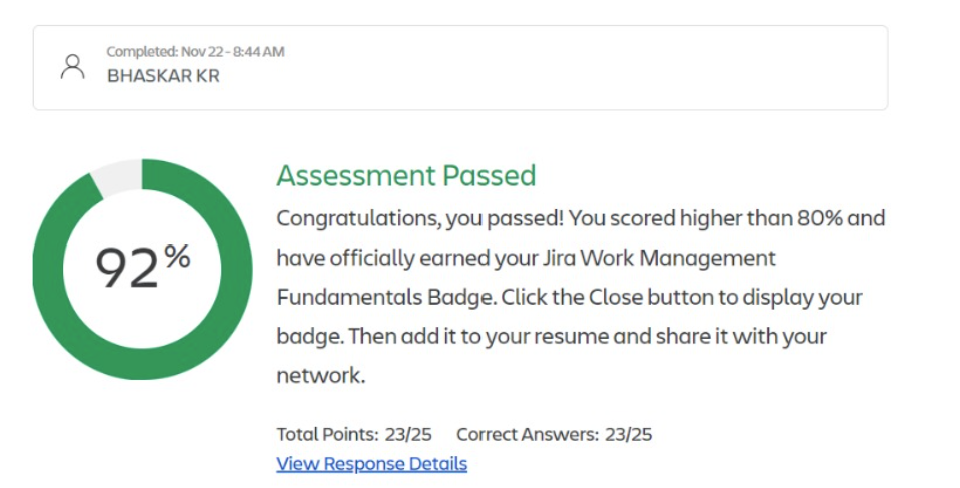 Completed: Nov 22 - 8:44 AM
BHASKAR KR
92%
Assessment Passed
Congratulations, you passed! You scored higher than 80% and
have officially earned your Jira Work Management
Fundamentals Badge. Click the Close button to display your
badge. Then add it to your resume and share it with your
network.
Total Points: 23/25 Correct Answers: 23/25
View Response Details